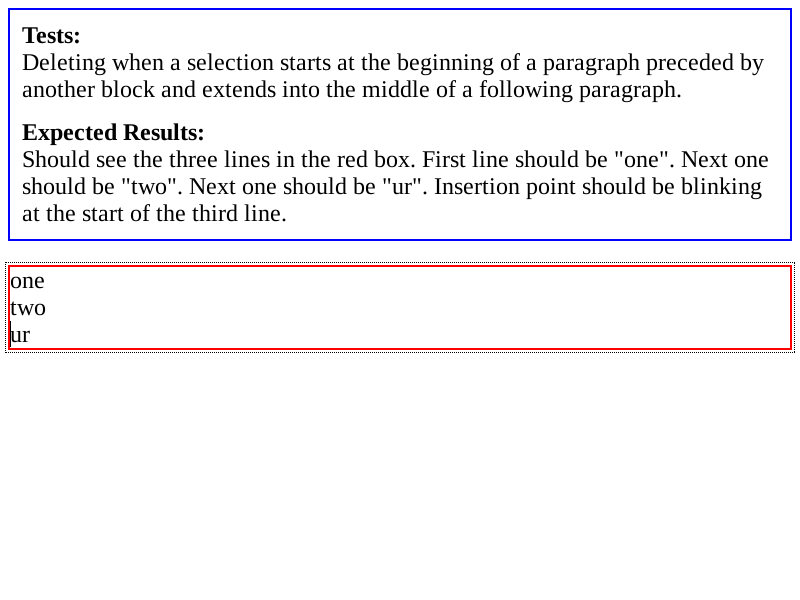 Tests:
Deleting when a selection starts at the beginning of a paragraph preceded by
another block and extends into the middle of a following paragraph.
Expected Results:
Should see the three lines in the red box. First line should be "one". Next one
should be "two". Next one should be "ur". Insertion point should be blinking
at the start of the third line.
one
two
ur